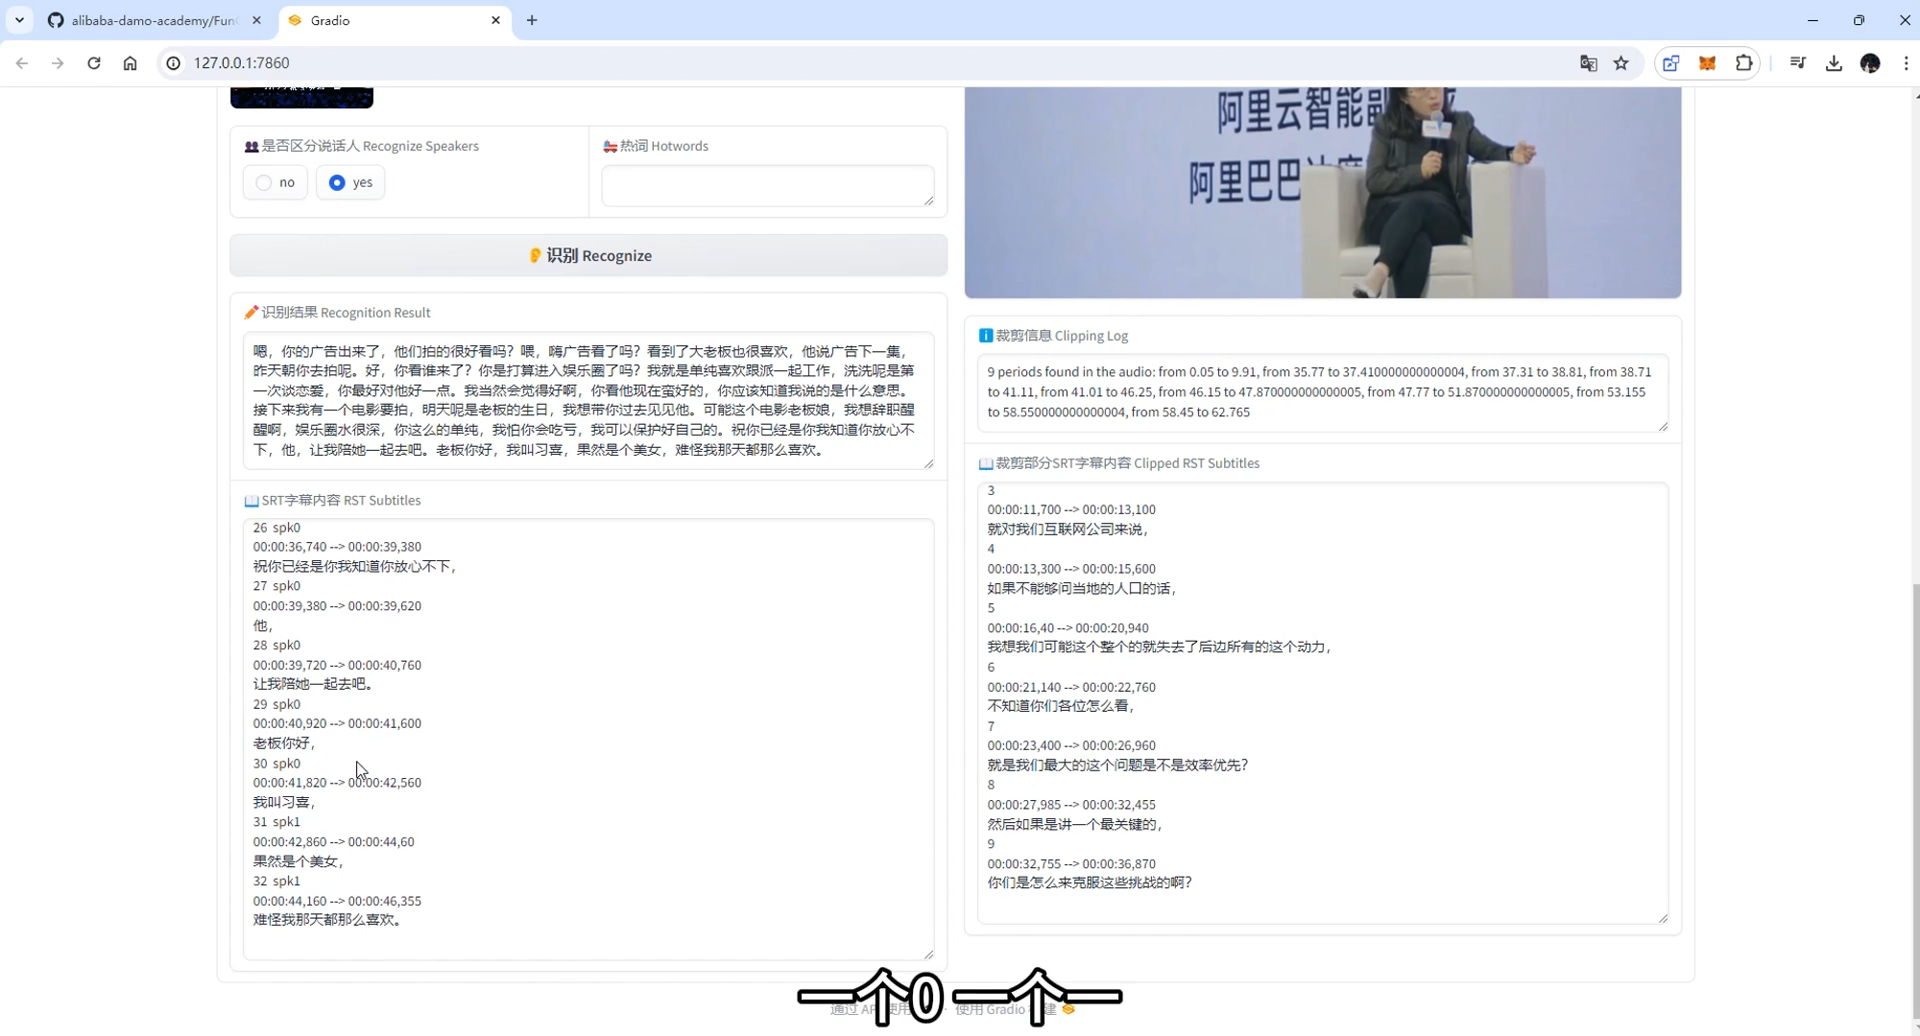 alibaba-damo-academy/Fun
Gradio
127.0.0.1:7860
阿里云智能副
阿里巴巴达摩
👥是否区分说话人 Recognize Speakers
no
yes
🚒热词 Hotwords
👂识别 Recognize
✏️识别结果 Recognition Result
嗯，你的广告出来了，他们拍的很好看吗？喂，嗨广告看了吗？看到了大老板也很喜欢，他说广告下一集，
昨天朝你去拍呢。好，你看谁来了？你是打算进入娱乐圈了吗？我就是单纯喜欢跟派一起工作，洗洗呢是第
一次谈恋爱，你最好对他好一点。我当然会觉得好啊，你看他现在蛮好的，你应该知道我说的是什么意思。
接下来我有一个电影要拍，明天呢是老板的生日，我想带你过去见见他。可能这个电影老板娘，我想辞职醒
醒啊，娱乐圈水很深，你这么的单纯，我怕你会吃亏，我可以保护好自己的。祝你已经是你我知道你放心不
下，他，让我陪她一起去吧。老板你好，我叫习喜，果然是个美女，难怪我那天都那么喜欢。
📖SRT字幕内容 RST Subtitles
26 spk0
00:00:36,740 --> 00:00:39,380
祝你已经是你我知道你放心不下，
27 spk0
00:00:39,380 --> 00:00:39,620
他，
28 spk0
00:00:39,720 --> 00:00:40,760
让我陪她一起去吧。
29 spk0
00:00:40,920 --> 00:00:41,600
老板你好，
30 spk0
00:00:41,820 --> 00:00:42,560
我叫习喜，
31 spk1
00:00:42,860 --> 00:00:44,60
果然是个美女，
32 spk1
00:00:44,160 --> 00:00:46,355
难怪我那天都那么喜欢。
ℹ️裁剪信息 Clipping Log
9 periods found in the audio: from 0.05 to 9.91, from 35.77 to 37.410000000000004, from 37.31 to 38.81, from 38.71
to 41.11, from 41.01 to 46.25, from 46.15 to 47.870000000000005, from 47.77 to 51.870000000000005, from 53.155
to 58.550000000000004, from 58.45 to 62.765
📖裁剪部分SRT字幕内容 Clipped RST Subtitles
3
00:00:11,700 --> 00:00:13,100
就对我们互联网公司来说，
4
00:00:13,300 --> 00:00:15,600
如果不能够问当地的人口的话，
5
00:00:16,40 --> 00:00:20,940
我想我们可能这个整个的就失去了后边所有的这个动力，
6
00:00:21,140 --> 00:00:22,760
不知道你们各位怎么看，
7
00:00:23,400 --> 00:00:26,960
就是我们最大的这个问题是不是效率优先？
8
00:00:27,985 --> 00:00:32,455
然后如果是讲一个最关键的，
9
00:00:32,755 --> 00:00:36,870
你们是怎么来克服这些挑战的啊？
一个0 一个一
通过 AP 使用 · 使用 Gradio 建